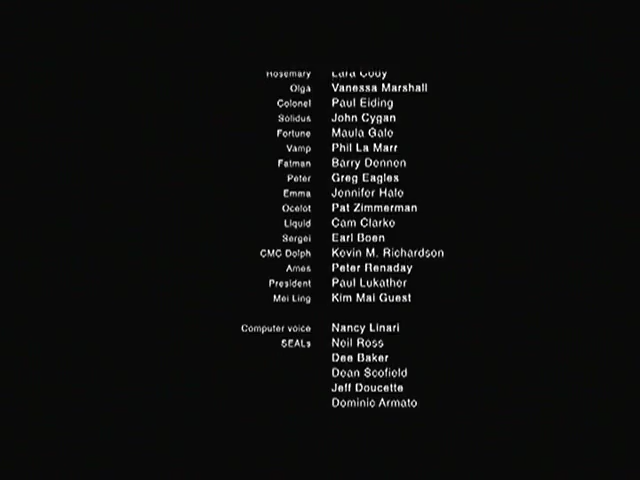 Rosemary Lara Cody
Olga Vanessa Marshall
Colonel Paul Eiding
Solidus John Cygan
Fortune Maula Gale
Vamp Phil La Marr
Fatman Barry Dennen
Peter Greg Eagles
Emma Jennifer Hale
Ocelot Pat Zimmerman
Liquid Cam Clarke
Sergei Earl Boen
CMC Dolph Kevin M. Richardson
Ames Peter Renaday
President Paul Lukather
Mei Ling Kim Mai Guest
Computer voice Nancy Linari
SEALs Neil Ross
Dee Baker
Dean Scofield
Jeff Doucette
Dominic Armato